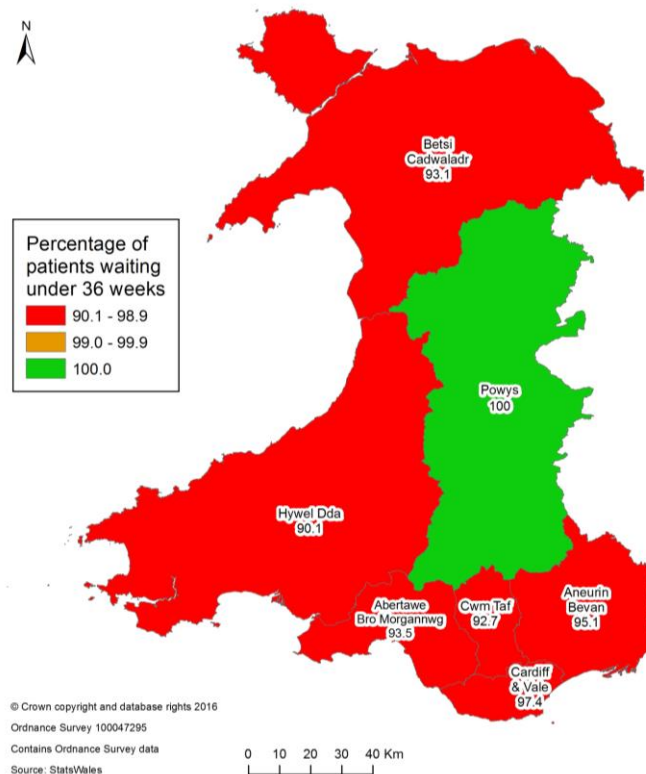 N
Betsi
Cadwaladr
93.1
Percentage of
patients waiting
under 36 weeks
90.1 - 98.9
99.0 - 99.9
100.0
Powys
100
Hywel Dda
90.1
Abertawe
Bro Morgannwg
93.5
Cwm Taf
92.7
Aneurin
Bevan
95.1
Cardiff
& Vale
97.4
© Crown copyright and database rights 2016
Ordnance Survey 100047295
Contains Ordnance Survey data
Source: StatsWales
0 10 20 40 Km